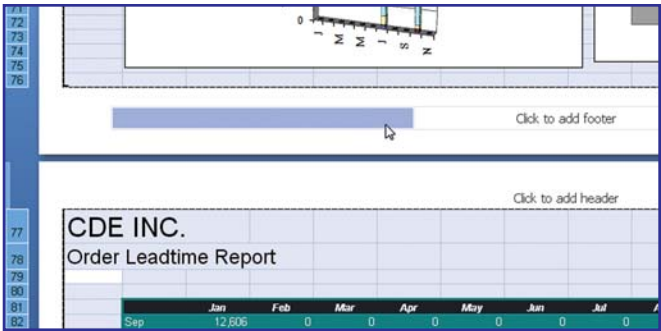 71
72
73
74
75
76
0
J M M J S N
Click to add footer
Click to add header
77 CDE INC.
78 Order Leadtime Report
79
80
81 Jan Feb Mar Apr May Jun Jul
82 Sep 12,606 0 0 0 0 0 0